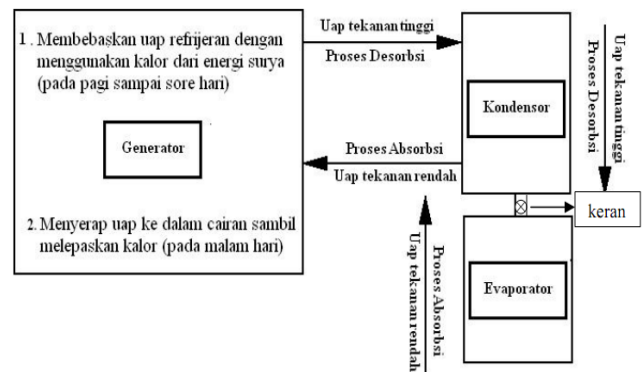 1 . Membebaskan uap refrijeran dengan
menggunakan kalor dari energi surya
(pada pagi sampai sore hari)
Generator
2. Menyerap uap ke dalam cairan sambil
melepaskan kalor (pada malam hari)
Uap tekanan tinggi
Proses Desorbsi
Proses Absorbsi
Uap tekanan rendah
Kondensor
Uap tekanan tinggi
Proses Desorbsi
keran
Proses Absorbsi
Uap tekanan rendah
Evaporator